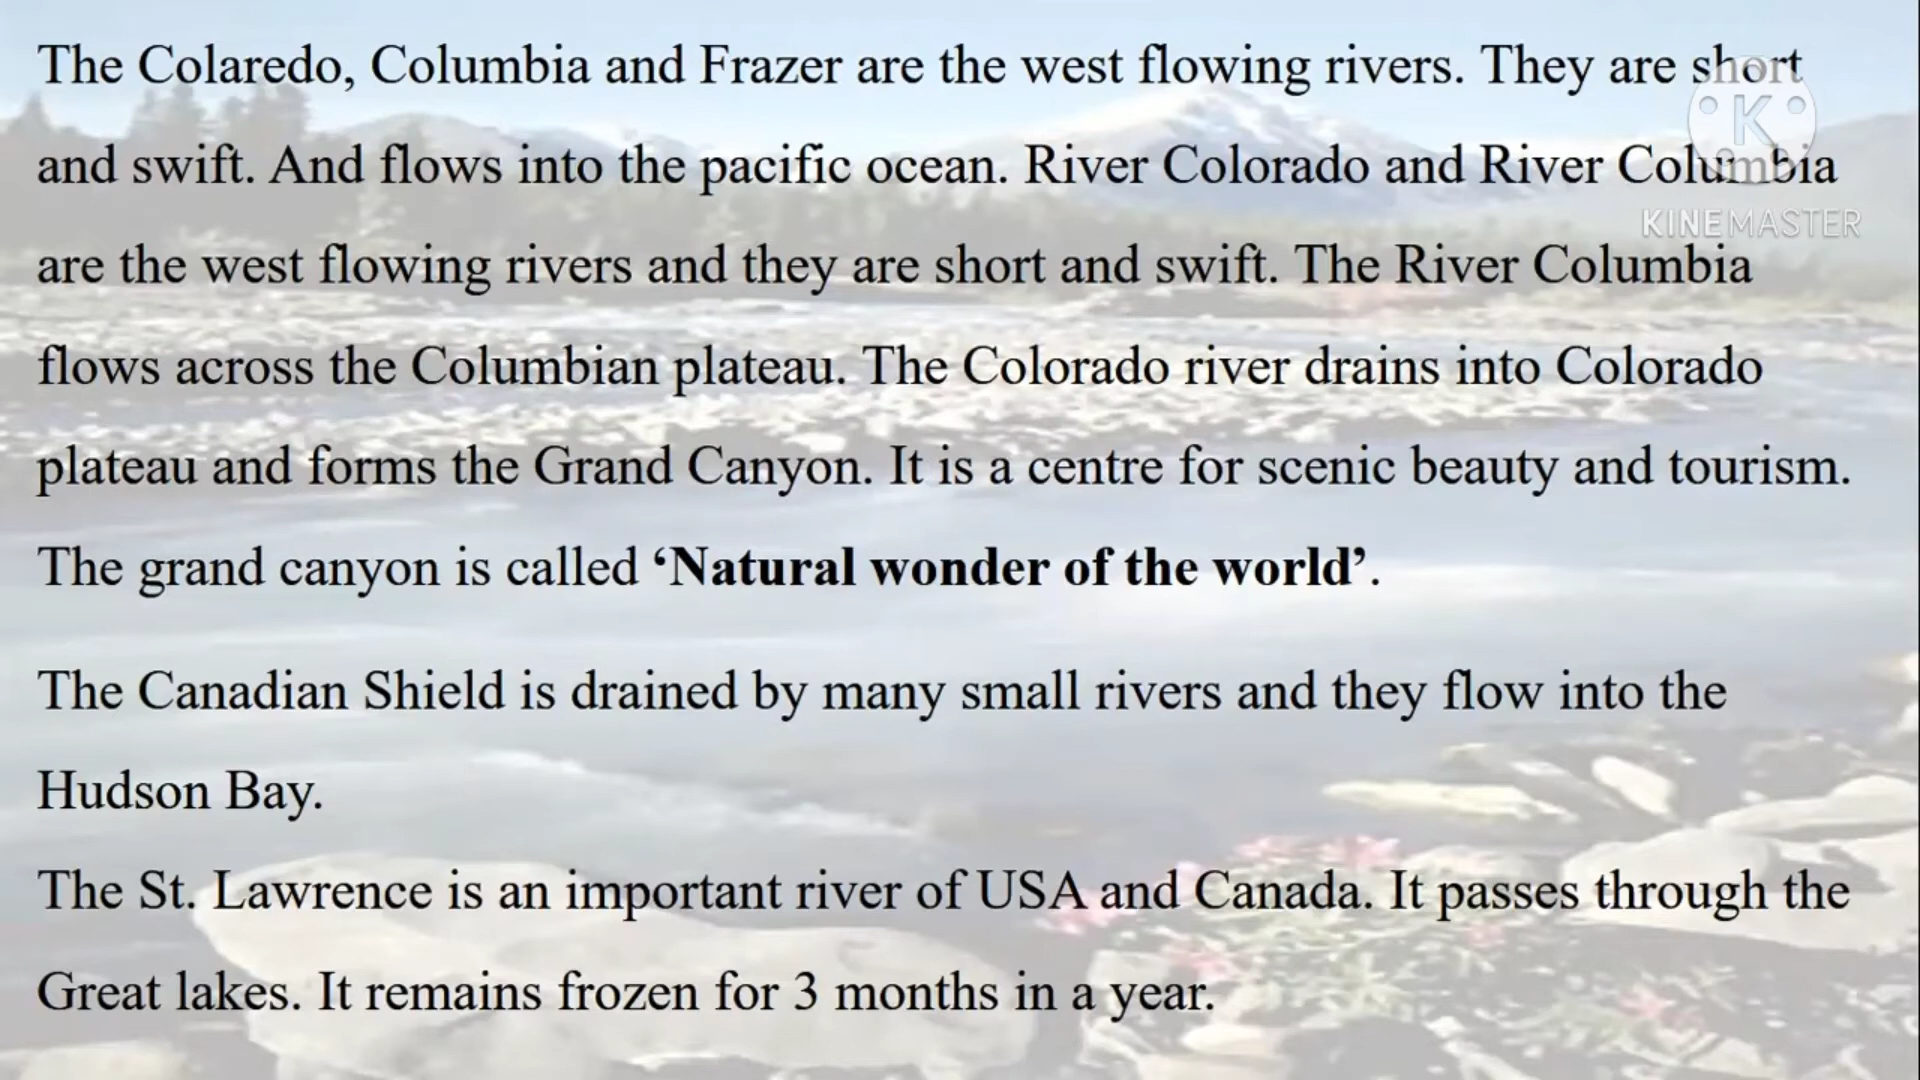 The Colaredo, Columbia and Frazer are the west flowing rivers. They are short
and swift. And flows into the pacific ocean. River Colorado and River Columbia
KINEMASTER
are the west flowing rivers and they are short and swift. The River Columbia
flows across the Columbian plateau. The Colorado river drains into Colorado
plateau and forms the Grand Canyon. It is a centre for scenic beauty and tourism.
The grand canyon is called ‘Natural wonder of the world’.
The Canadian Shield is drained by many small rivers and they flow into the
Hudson Bay.
The St. Lawrence is an important river of USA and Canada. It passes through the
Great lakes. It remains frozen for 3 months in a year.